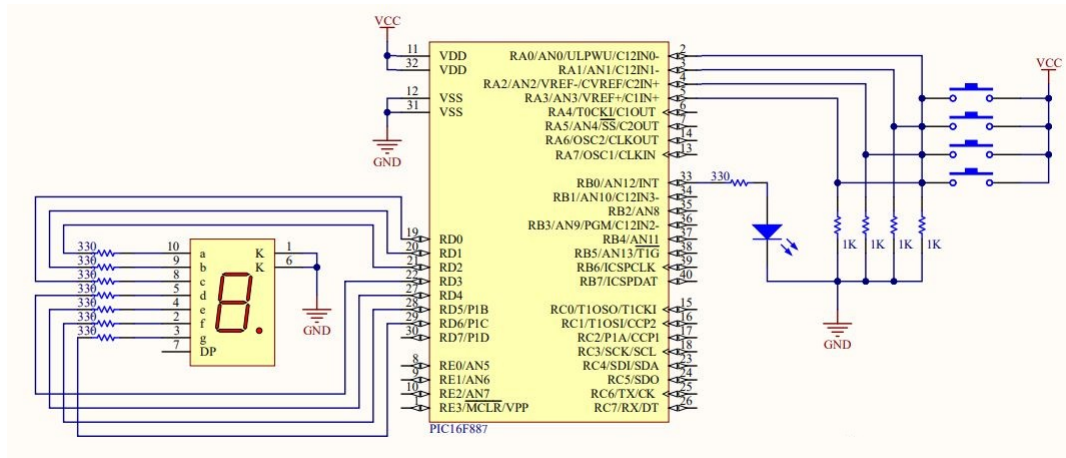 VCC
11 VDD
32 VDD
12 VSS
31 VSS
GND
RA0/AN0/ULPWU/C12IN0- 2
RA1/AN1/C12IN1- 3
RA2/AN2/VREF-/CVREF/C2IN+ 4
RA3/AN3/VREF+/C1IN+ 5
RA4/T0CKI/C1OUT 6
RA5/AN4/SS/C2OUT 7
RA6/OSC2/CLKOUT 14
RA7/OSC1/CLKIN 13
VCC
RB0/AN12/INT 33 330
RB1/AN10/C12IN3- 34
RB2/AN8 35
RB3/AN9/PGM/C12IN2- 36
RB4/AN11 37
RB5/AN13/T1G 38
RB6/ICSPCLK 39
RB7/ICSPDAT 40
1K 1K 1K 1K
GND
19 RD0
20 RD1
21 RD2
22 RD3
27 RD4
28 RD5/P1B
29 RD6/P1C
30 RD7/P1D
330 10 a K 1
330 9 b K 6
330 8 c
330 5 d
330 4 e
330 2 f
330 3 g
7 DP
GND
RC0/T1OSO/T1CKI 15
RC1/T1OSI/CCP2 16
RC2/P1A/CCP1 17
RC3/SCK/SCL 18
RC4/SDI/SDA 23
RC5/SDO 24
RC6/TX/CK 25
RC7/RX/DT 26
8 RE0/AN5
9 RE1/AN6
10 RE2/AN7
1 RE3/MCLR/VPP
PIC16F887